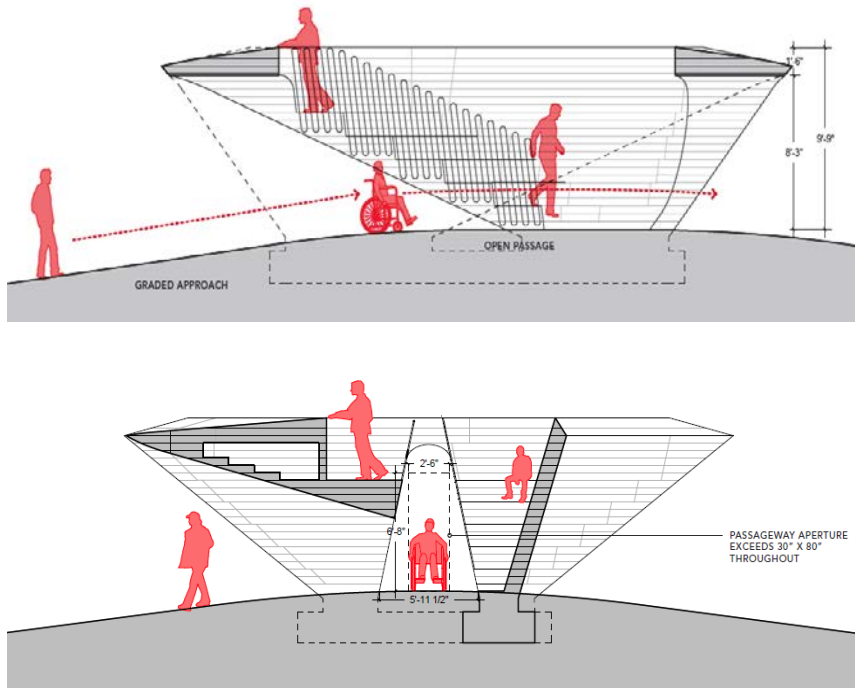 1'-6"
9'-9"
8'-3"
OPEN PASSAGE
GRADED APPROACH
2'-6"
6'-8"
PASSAGEWAY APERTURE
EXCEEDS 30" X 80"
THROUGHOUT
5'-11 1/2"